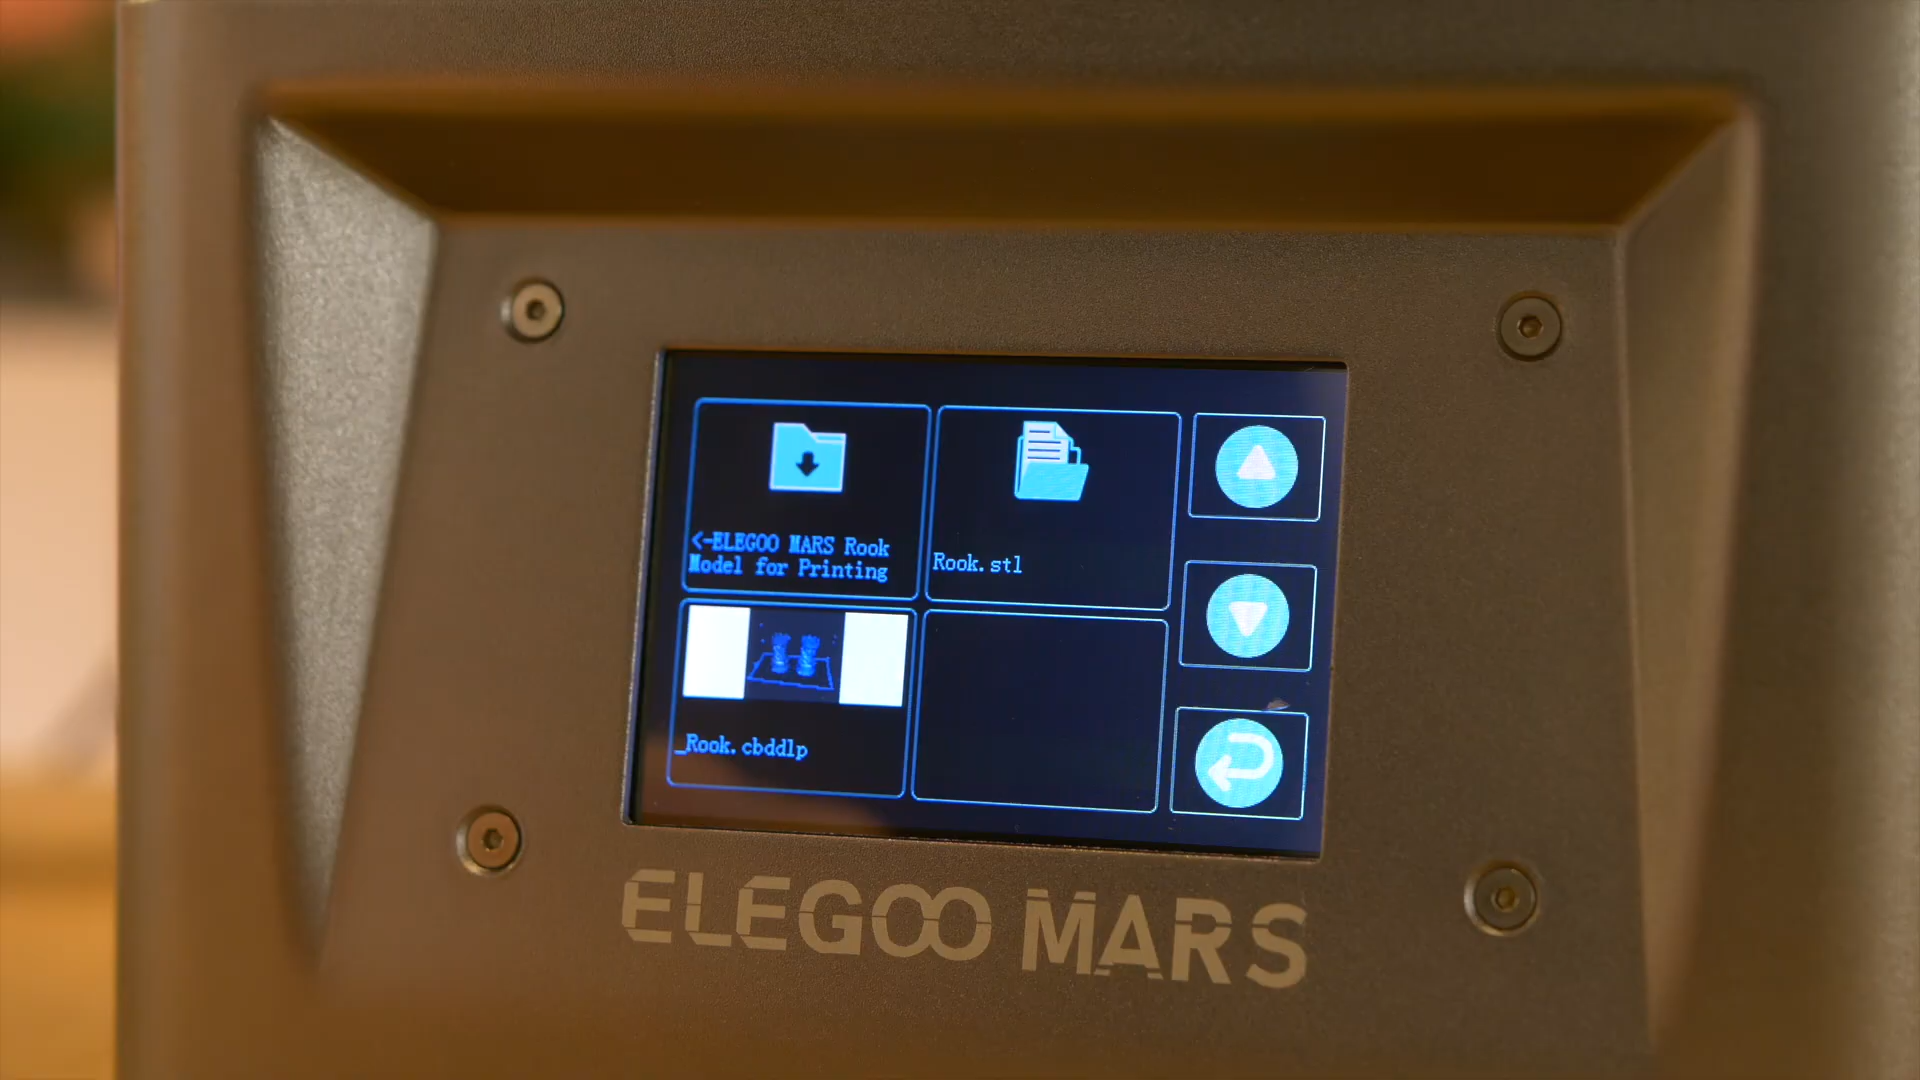 <-ELEGOO MARS Rook
Model for Printing
Rook.stl
_Rook.cbddlp
ELEGOO MARS